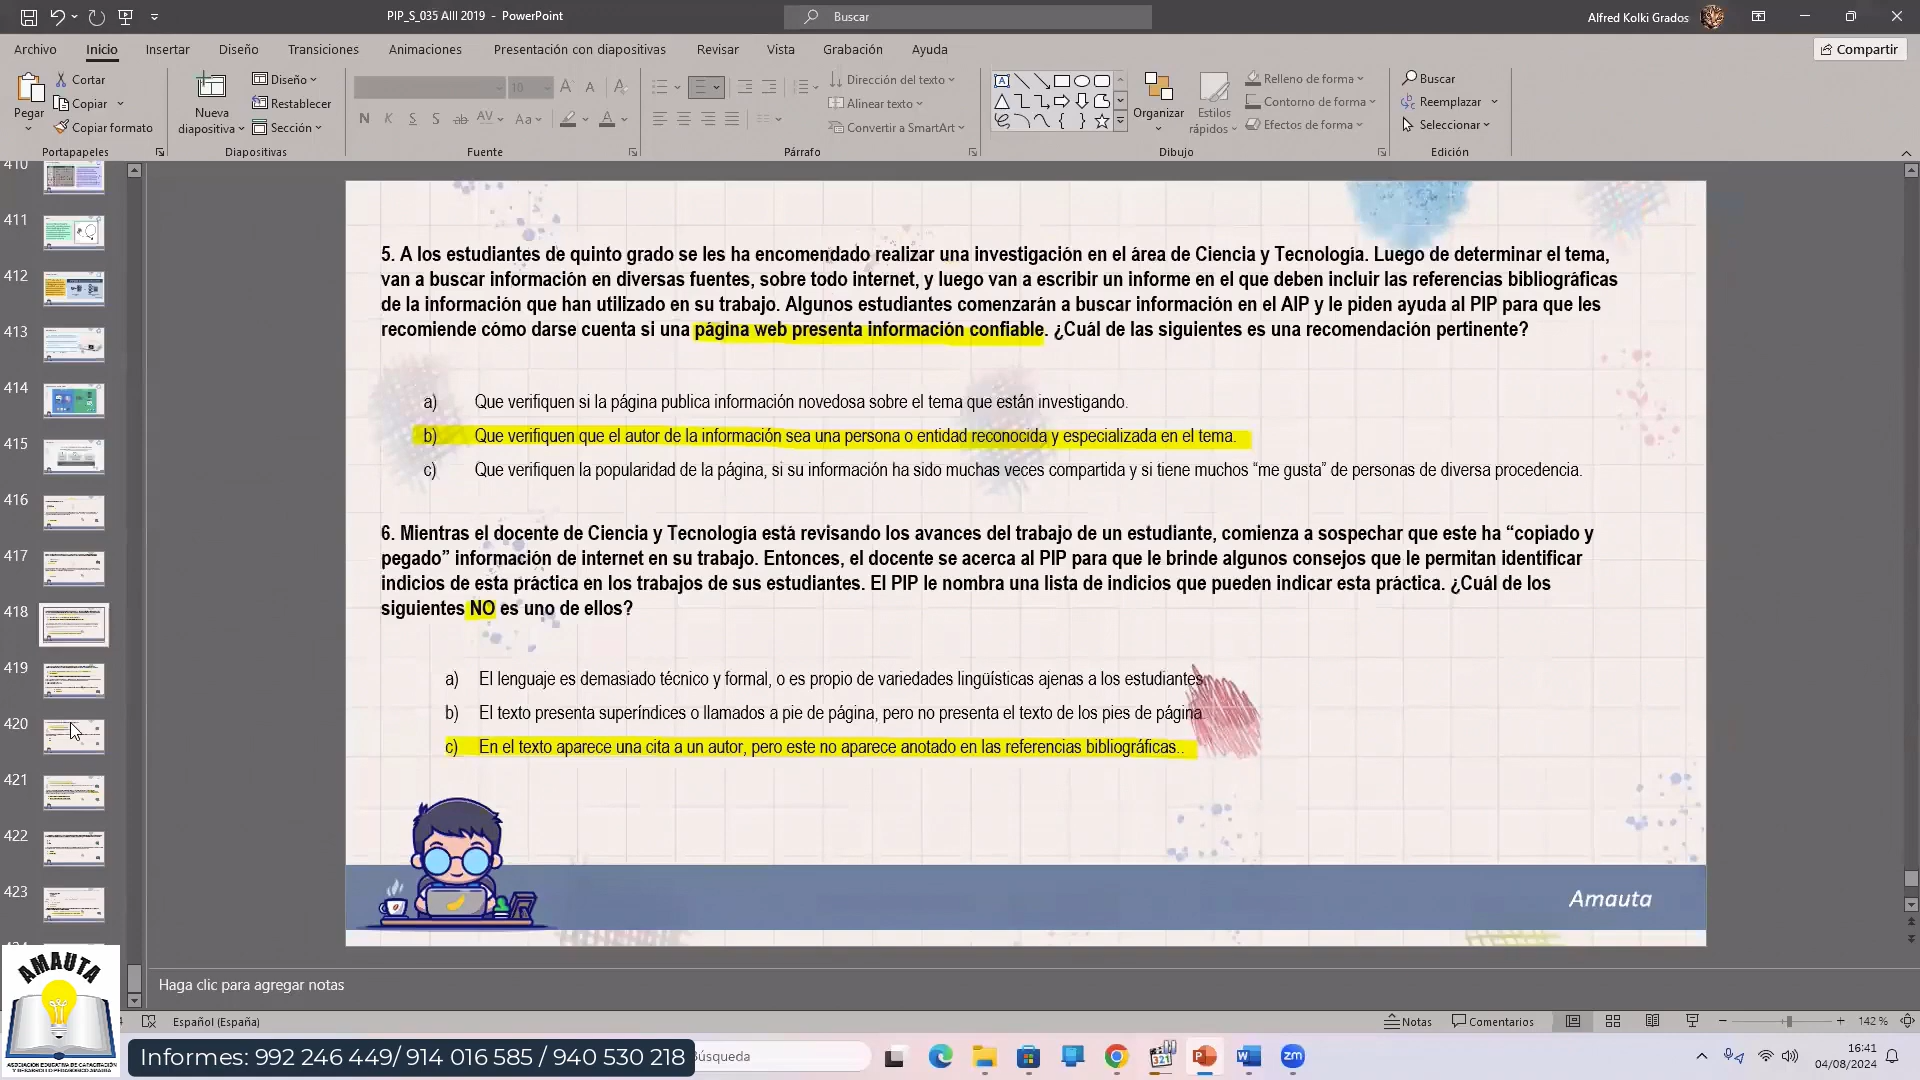 PIP_S_035 AIII 2019 - PowerPoint
Buscar
Alfred Kolki Grados
Archivo Inicio Insertar Diseño Transiciones Animaciones Presentación con diapositivas Revisar Vista Grabación Ayuda
Compartir
Pegar
Cortar
Copiar
Copiar formato
Portapapeles
Nueva
diapositiva
Diseño
Restablecer
Sección
Diapositivas
10
N K S S ab AV Aa A
Fuente
Dirección del texto
Alinear texto
Convertir a SmartArt
Párrafo
Organizar
Estilos
rápidos
Relleno de forma
Contorno de forma
Efectos de forma
Dibujo
Buscar
Reemplazar
Seleccionar
Edición
410
411
412
413
414
415
416
417
418
419
420
421
422
423
5. A los estudiantes de quinto grado se les ha encomendado realizar una investigación en el área de Ciencia y Tecnología. Luego de determinar el tema,
van a buscar información en diversas fuentes, sobre todo internet, y luego van a escribir un informe en el que deben incluir las referencias bibliográficas
de la información que han utilizado en su trabajo. Algunos estudiantes comenzarán a buscar información en el AIP y le piden ayuda al PIP para que les
recomiende cómo darse cuenta si una página web presenta información confiable. ¿Cuál de las siguientes es una recomendación pertinente?
a) Que verifiquen si la página publica información novedosa sobre el tema que están investigando.
b) Que verifiquen que el autor de la información sea una persona o entidad reconocida y especializada en el tema.
c) Que verifiquen la popularidad de la página, si su información ha sido muchas veces compartida y si tiene muchos “me gusta” de personas de diversa procedencia.
6. Mientras el docente de Ciencia y Tecnología está revisando los avances del trabajo de un estudiante, comienza a sospechar que este ha “copiado y
pegado” información de internet en su trabajo. Entonces, el docente se acerca al PIP para que le brinde algunos consejos que le permitan identificar
indicios de esta práctica en los trabajos de sus estudiantes. El PIP le nombra una lista de indicios que pueden indicar esta práctica. ¿Cuál de los
siguientes NO es uno de ellos?
a) El lenguaje es demasiado técnico y formal, o es propio de variedades lingüísticas ajenas a los estudiantes.
b) El texto presenta superíndices o llamados a pie de página, pero no presenta el texto de los pies de página.
c) En el texto aparece una cita a un autor, pero este no aparece anotado en las referencias bibliográficas..
Amauta
Haga clic para agregar notas
Español (España)
Notas
Comentarios
142 %
AMAUTA
ASOCIACIÓN EDUCATIVA DE CAPACITACIÓN
Y DESARROLLO PEDAGÓGICO AMAUTA
Informes: 992 246 449/ 914 016 585 / 940 530 218
Búsqueda
321
zm
16:41
04/08/2024